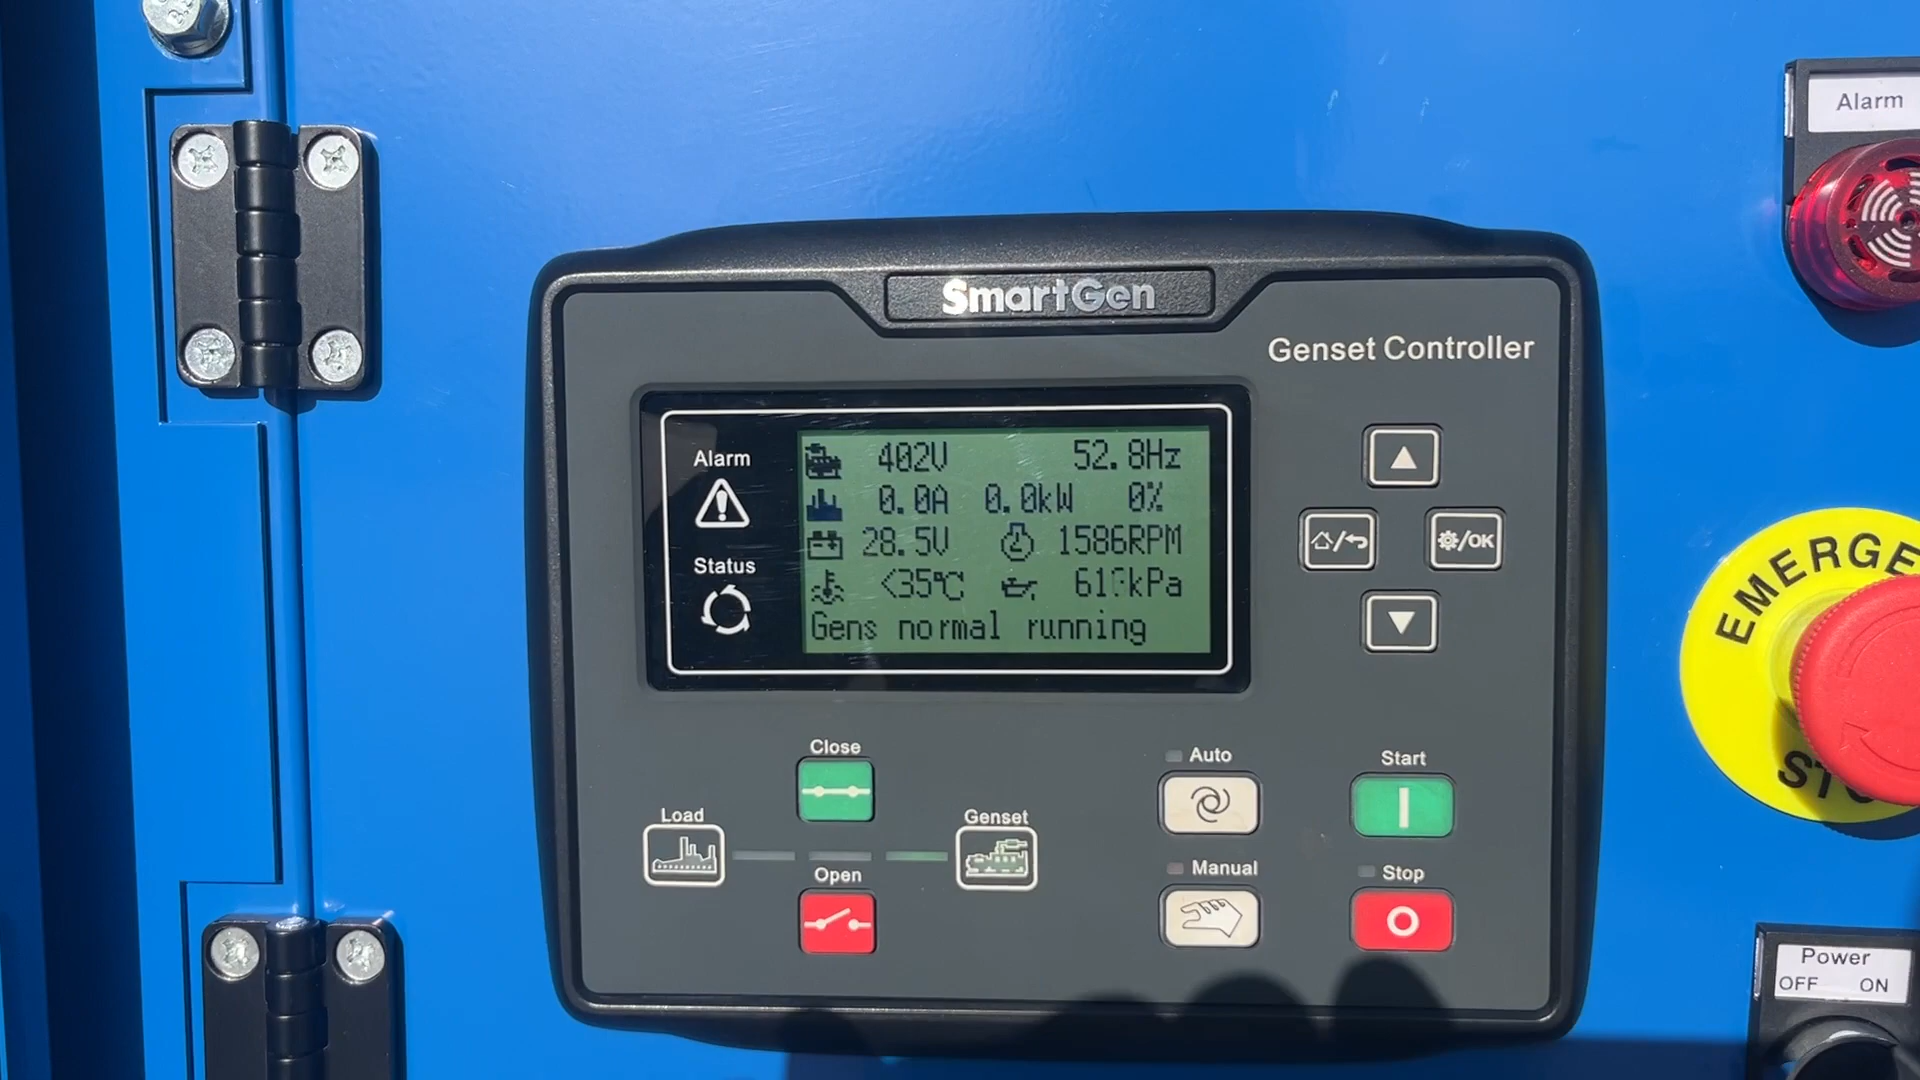 SmartGen
Genset Controller
Alarm
Status
402V 52.8Hz
0.0A 0.0kW 0%
28.5V 1586RPM
<35℃
Gens normal running
⌂/OK
Close
Load
Genset
Open
Auto
Manual
Start
Stop
Alarm
EMERGE
Power
OFF ON